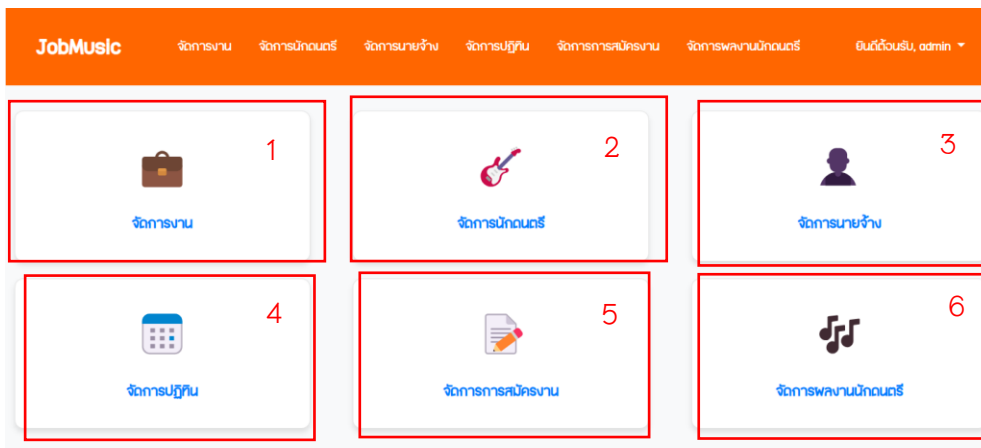 JobMusic จัดการงาน จัดการนักดนตรี จัดการนายจ้าง จัดการปฏิทิน จัดการการสมัครงาน จัดการผลงานนักดนตรี ยินดีต้อนรับ, admin
1 2 3
จัดการงาน จัดการนักดนตรี จัดการนายจ้าง
4 5 6
จัดการปฏิทิน จัดการการสมัครงาน จัดการผลงานนักดนตรี